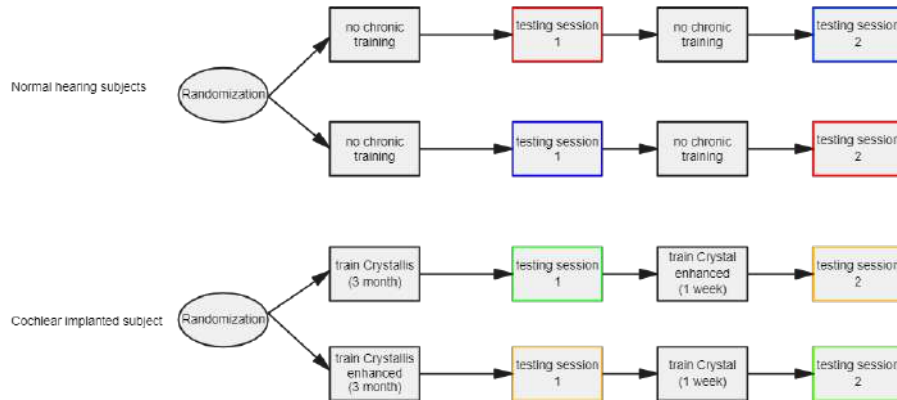 no chronic
training
testing session
1
no chronic
training
testing session
2
Normal hearing subjects
Randomization
no chronic
training
testing session
1
no chronic
training
testing session
2
train Crystallis
(3 month)
testing session
1
train Crystal
enhanced
(1 week)
testing session
2
Cochlear implanted subject
Randomization
train Crystallis
enhanced
(3 month)
testing session
1
train Crystal
(1 week)
testing session
2